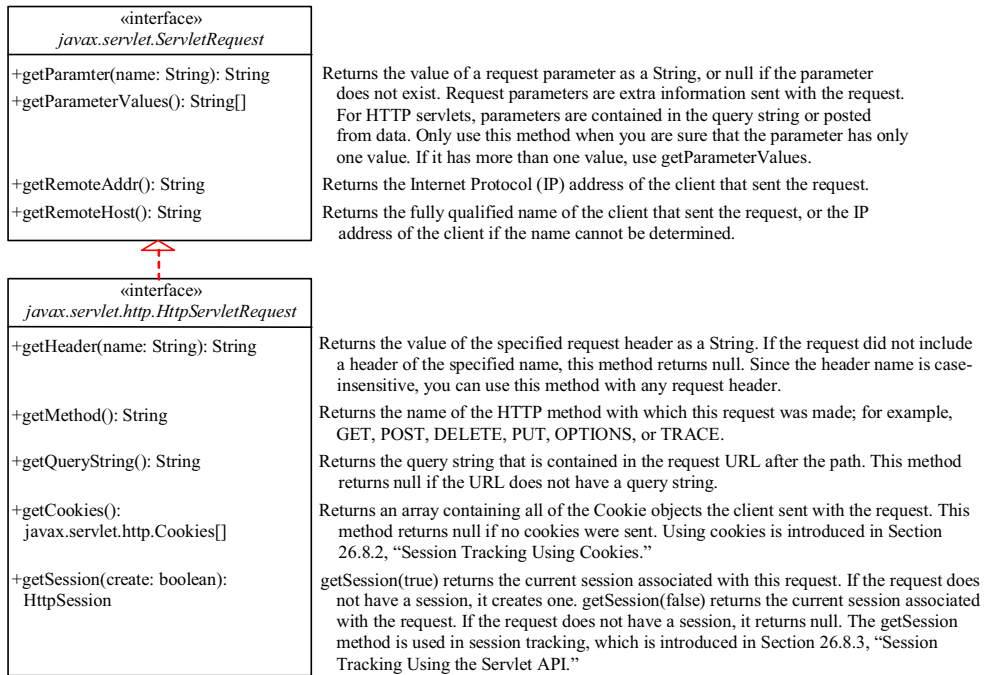 «interface»
javax.servlet.ServletRequest
+getParamter(name: String): String
+getParameterValues(): String[]
Returns the value of a request parameter as a String, or null if the parameter
does not exist. Request parameters are extra information sent with the request.
For HTTP servlets, parameters are contained in the query string or posted
from data. Only use this method when you are sure that the parameter has only
one value. If it has more than one value, use getParameterValues.
+getRemoteAddr(): String
Returns the Internet Protocol (IP) address of the client that sent the request.
+getRemoteHost(): String
Returns the fully qualified name of the client that sent the request, or the IP
address of the client if the name cannot be determined.
«interface»
javax.servlet.http.HttpServletRequest
+getHeader(name: String): String
Returns the value of the specified request header as a String. If the request did not include
a header of the specified name, this method returns null. Since the header name is case-
insensitive, you can use this method with any request header.
+getMethod(): String
Returns the name of the HTTP method with which this request was made; for example,
GET, POST, DELETE, PUT, OPTIONS, or TRACE.
+getQueryString(): String
Returns the query string that is contained in the request URL after the path. This method
returns null if the URL does not have a query string.
+getCookies():
javax.servlet.http.Cookies[]
Returns an array containing all of the Cookie objects the client sent with the request. This
method returns null if no cookies were sent. Using cookies is introduced in Section
26.8.2, “Session Tracking Using Cookies.”
+getSession(create: boolean):
HttpSession
getSession(true) returns the current session associated with this request. If the request does
not have a session, it creates one. getSession(false) returns the current session associated
with the request. If the request does not have a session, it returns null. The getSession
method is used in session tracking, which is introduced in Section 26.8.3, “Session
Tracking Using the Servlet API.”